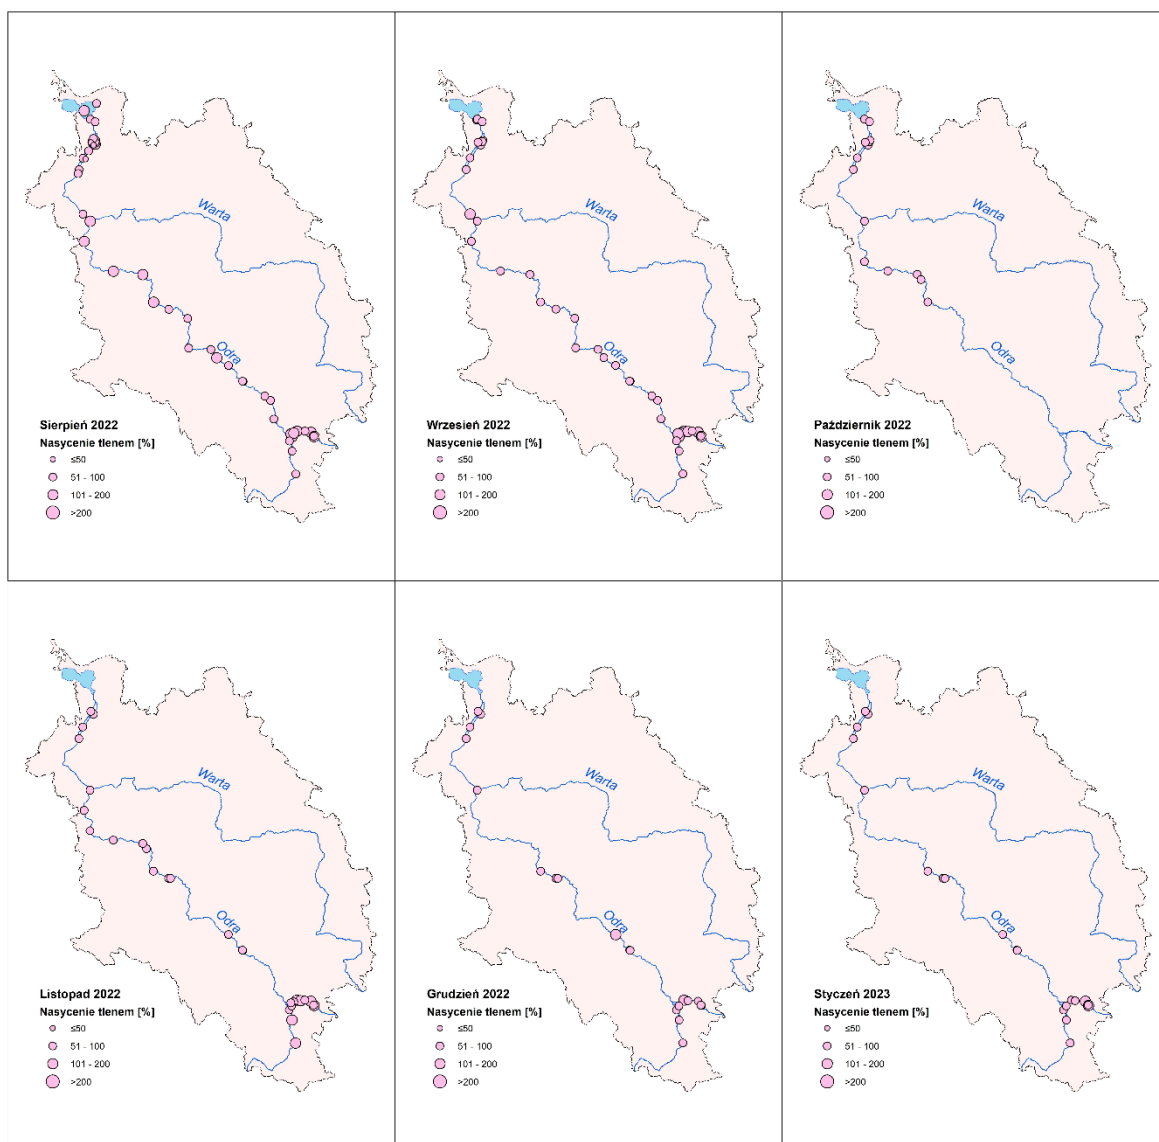 Warta
Odra
Sierpień 2022
Nasycenie tlenem [%]
≤50
51 - 100
101 - 200
>200
Warta
Odra
Wrzesień 2022
Nasycenie tlenem [%]
≤50
51 - 100
101 - 200
>200
Warta
Odra
Październik 2022
Nasycenie tlenem [%]
≤50
51 - 100
101 - 200
>200
Warta
Odra
Listopad 2022
Nasycenie tlenem [%]
≤50
51 - 100
101 - 200
>200
Warta
Odra
Grudzień 2022
Nasycenie tlenem [%]
≤50
51 - 100
101 - 200
>200
Warta
Odra
Styczeń 2023
Nasycenie tlenem [%]
≤50
51 - 100
101 - 200
>200